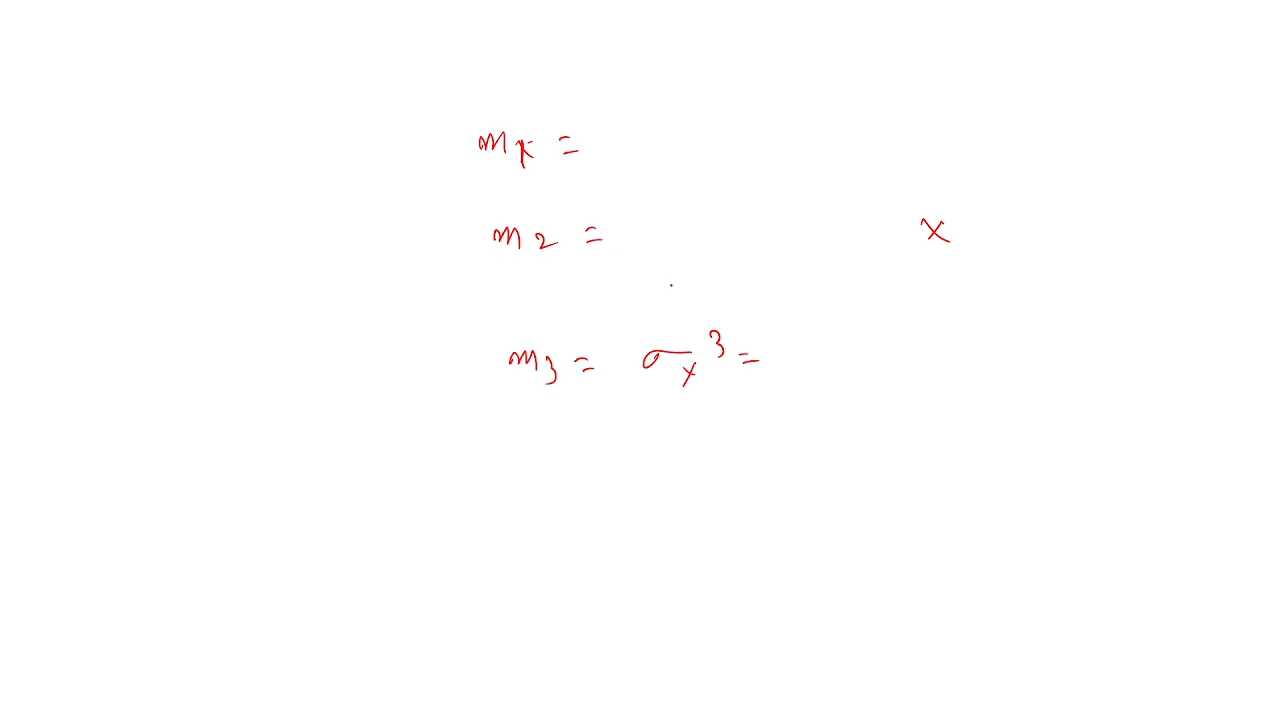 mₓ =
m₂ =
x
m₃ = σₓ³ =